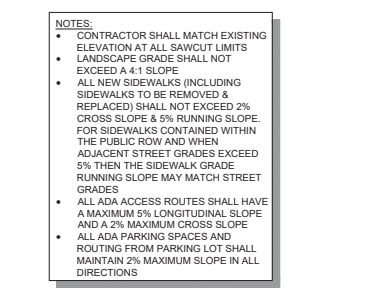 NOTES:
• CONTRACTOR SHALL MATCH EXISTING
ELEVATION AT ALL SAWCUT LIMITS
• LANDSCAPE GRADE SHALL NOT
EXCEED A 4:1 SLOPE
• ALL NEW SIDEWALKS (INCLUDING
SIDEWALKS TO BE REMOVED &
REPLACED) SHALL NOT EXCEED 2%
CROSS SLOPE & 5% RUNNING SLOPE.
FOR SIDEWALKS CONTAINED WITHIN
THE PUBLIC ROW AND WHEN
ADJACENT STREET GRADES EXCEED
5% THEN THE SIDEWALK GRADE
RUNNING SLOPE MAY MATCH STREET
GRADES
• ALL ADA ACCESS ROUTES SHALL HAVE
A MAXIMUM 5% LONGITUDINAL SLOPE
AND A 2% MAXIMUM CROSS SLOPE
• ALL ADA PARKING SPACES AND
ROUTING FROM PARKING LOT SHALL
MAINTAIN 2% MAXIMUM SLOPE IN ALL
DIRECTIONS